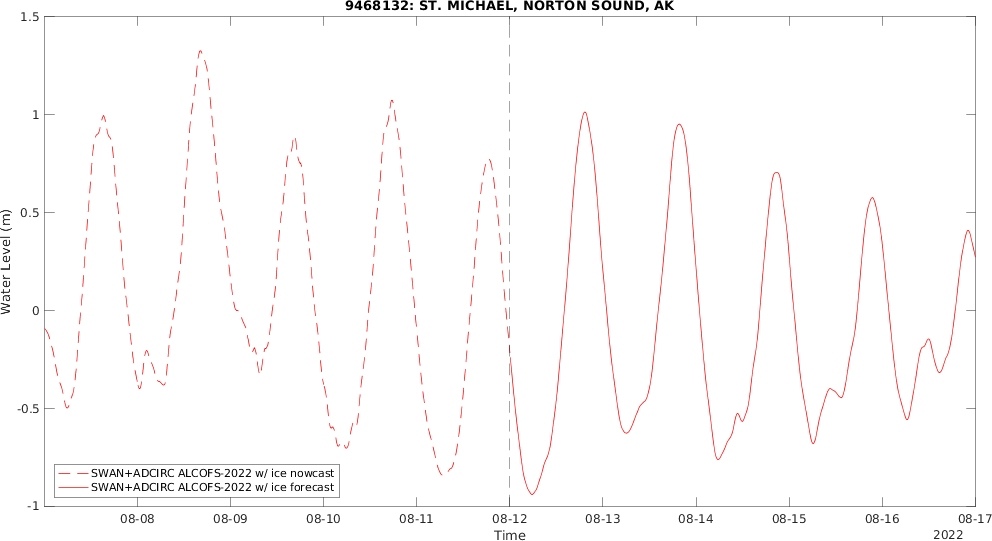 9468132: ST. MICHAEL, NORTON SOUND, AK
1.5
1
0.5
0
-0.5
-1
Water Level (m)
SWAN+ADCIRC ALCOFS-2022 w/ ice nowcast
SWAN+ADCIRC ALCOFS-2022 w/ ice forecast
08-08 08-09 08-10 08-11 08-12 08-13 08-14 08-15 08-16 08-17
Time
2022